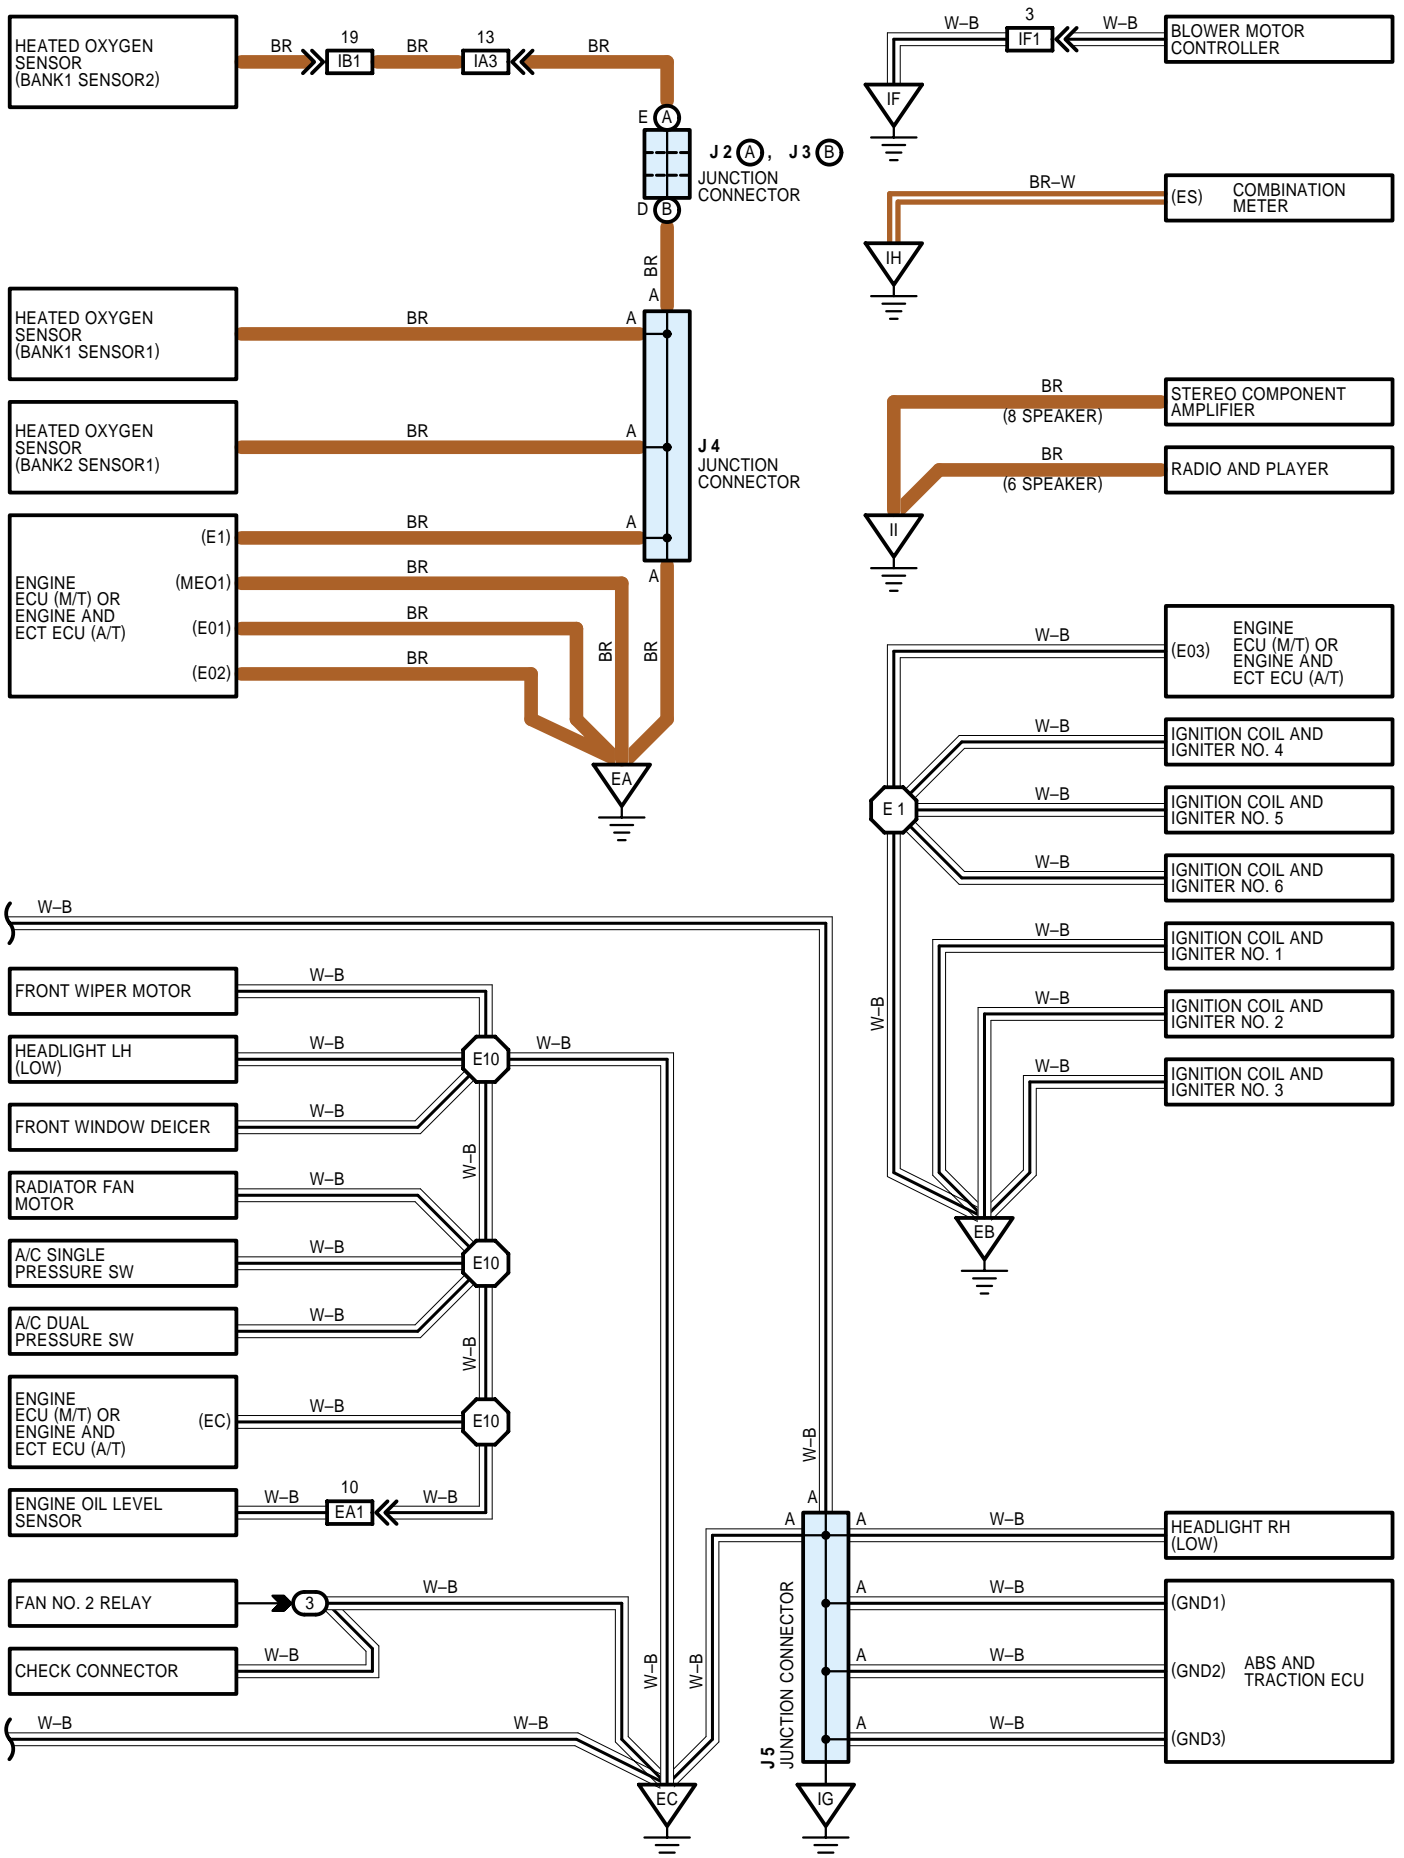 HEATED OXYGEN
SENSOR
(BANK1 SENSOR2)
BR
19
IB1
BR
13
IA3
BR
E
A
J 2 A , J 3 B
JUNCTION
CONNECTOR
D
B
BR
A
HEATED OXYGEN
SENSOR
(BANK1 SENSOR1)
BR
A
HEATED OXYGEN
SENSOR
(BANK2 SENSOR1)
BR
A
J 4
JUNCTION
CONNECTOR
ENGINE
ECU (M/T) OR
ENGINE AND
ECT ECU (A/T)
(E1)
BR
A
(MEO1)
BR
A
(E01)
BR
(E02)
BR
BR
BR
EA
W–B
3
IF1
W–B
BLOWER MOTOR
CONTROLLER
IF
BR–W
(ES)
COMBINATION
METER
IH
BR
(8 SPEAKER)
STEREO COMPONENT
AMPLIFIER
BR
(6 SPEAKER)
RADIO AND PLAYER
II
W–B
(E03)
ENGINE
ECU (M/T) OR
ENGINE AND
ECT ECU (A/T)
W–B
IGNITION COIL AND
IGNITER NO. 4
E 1
W–B
IGNITION COIL AND
IGNITER NO. 5
W–B
IGNITION COIL AND
IGNITER NO. 6
W–B
IGNITION COIL AND
IGNITER NO. 1
W–B
W–B
IGNITION COIL AND
IGNITER NO. 2
W–B
IGNITION COIL AND
IGNITER NO. 3
EB
W–B
FRONT WIPER MOTOR
W–B
HEADLIGHT LH
(LOW)
W–B
E10
W–B
FRONT WINDOW DEICER
W–B
W–B
RADIATOR FAN
MOTOR
W–B
A/C SINGLE
PRESSURE SW
W–B
E10
A/C DUAL
PRESSURE SW
W–B
W–B
ENGINE
ECU (M/T) OR
ENGINE AND
ECT ECU (A/T)
(EC)
W–B
E10
ENGINE OIL LEVEL
SENSOR
W–B
10
EA1
W–B
FAN NO. 2 RELAY
3
W–B
CHECK CONNECTOR
W–B
W–B
W–B
W–B
W–B
EC
W–B
A
A
A
W–B
HEADLIGHT RH
(LOW)
A
W–B
(GND1)
A
W–B
(GND2)
ABS AND
TRACTION ECU
A
W–B
(GND3)
J 5
JUNCTION CONNECTOR
IG